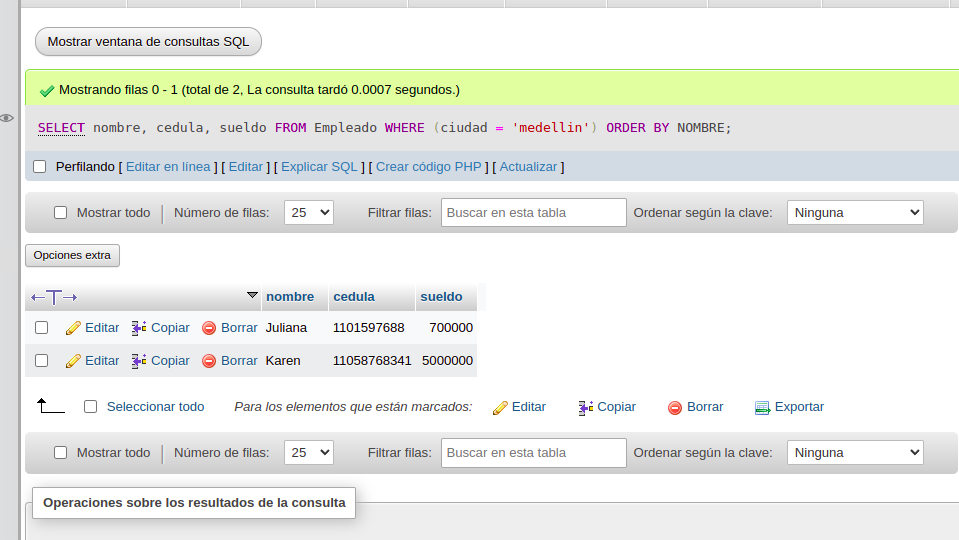 Mostrar ventana de consultas SQL
Mostrando filas 0 - 1 (total de 2, La consulta tardó 0.0007 segundos.)
SELECT nombre, cedula, sueldo FROM Empleado WHERE (ciudad = 'medellin') ORDER BY NOMBRE;
Perfilando [ Editar en línea ] [ Editar ] [ Explicar SQL ] [ Crear código PHP ] [ Actualizar ]
Mostrar todo | Número de filas: 25 Filtrar filas: Buscar en esta tabla Ordenar según la clave: Ninguna
Opciones extra
nombre cedula sueldo
Editar Copiar Borrar Juliana 1101597688 700000
Editar Copiar Borrar Karen 11058768341 5000000
Seleccionar todo Para los elementos que están marcados: Editar Copiar Borrar Exportar
Mostrar todo | Número de filas: 25 Filtrar filas: Buscar en esta tabla Ordenar según la clave: Ninguna
Operaciones sobre los resultados de la consulta